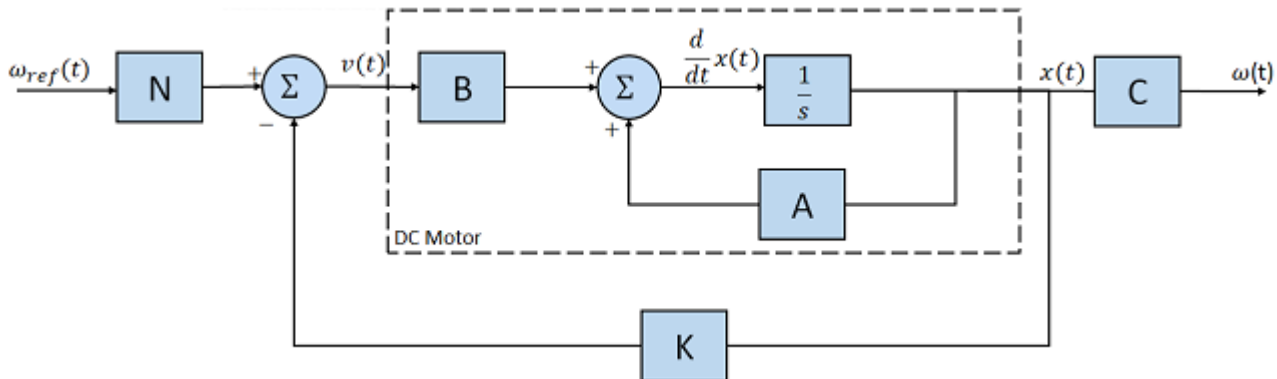 ω_ref(t)
N
+
−
Σ
v(t)
B
+
+
Σ
d/dt x(t)
1/s
A
DC Motor
x(t)
C
ω(t)
K